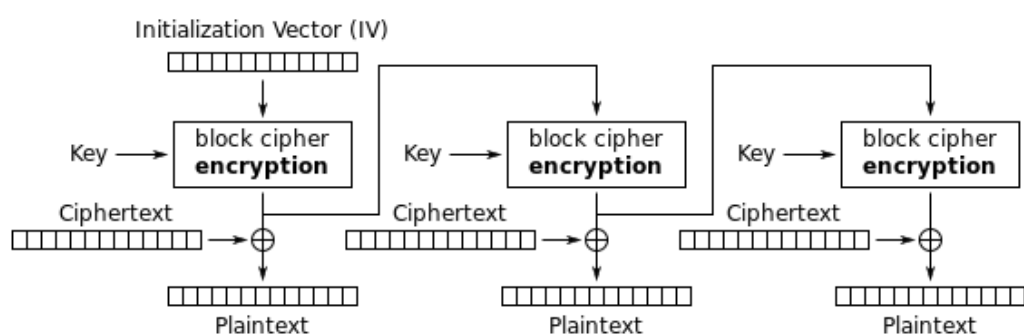 Initialization Vector (IV)
block cipher
encryption
Key
block cipher
encryption
Key
block cipher
encryption
Key
Ciphertext
Ciphertext
Ciphertext
Plaintext
Plaintext
Plaintext